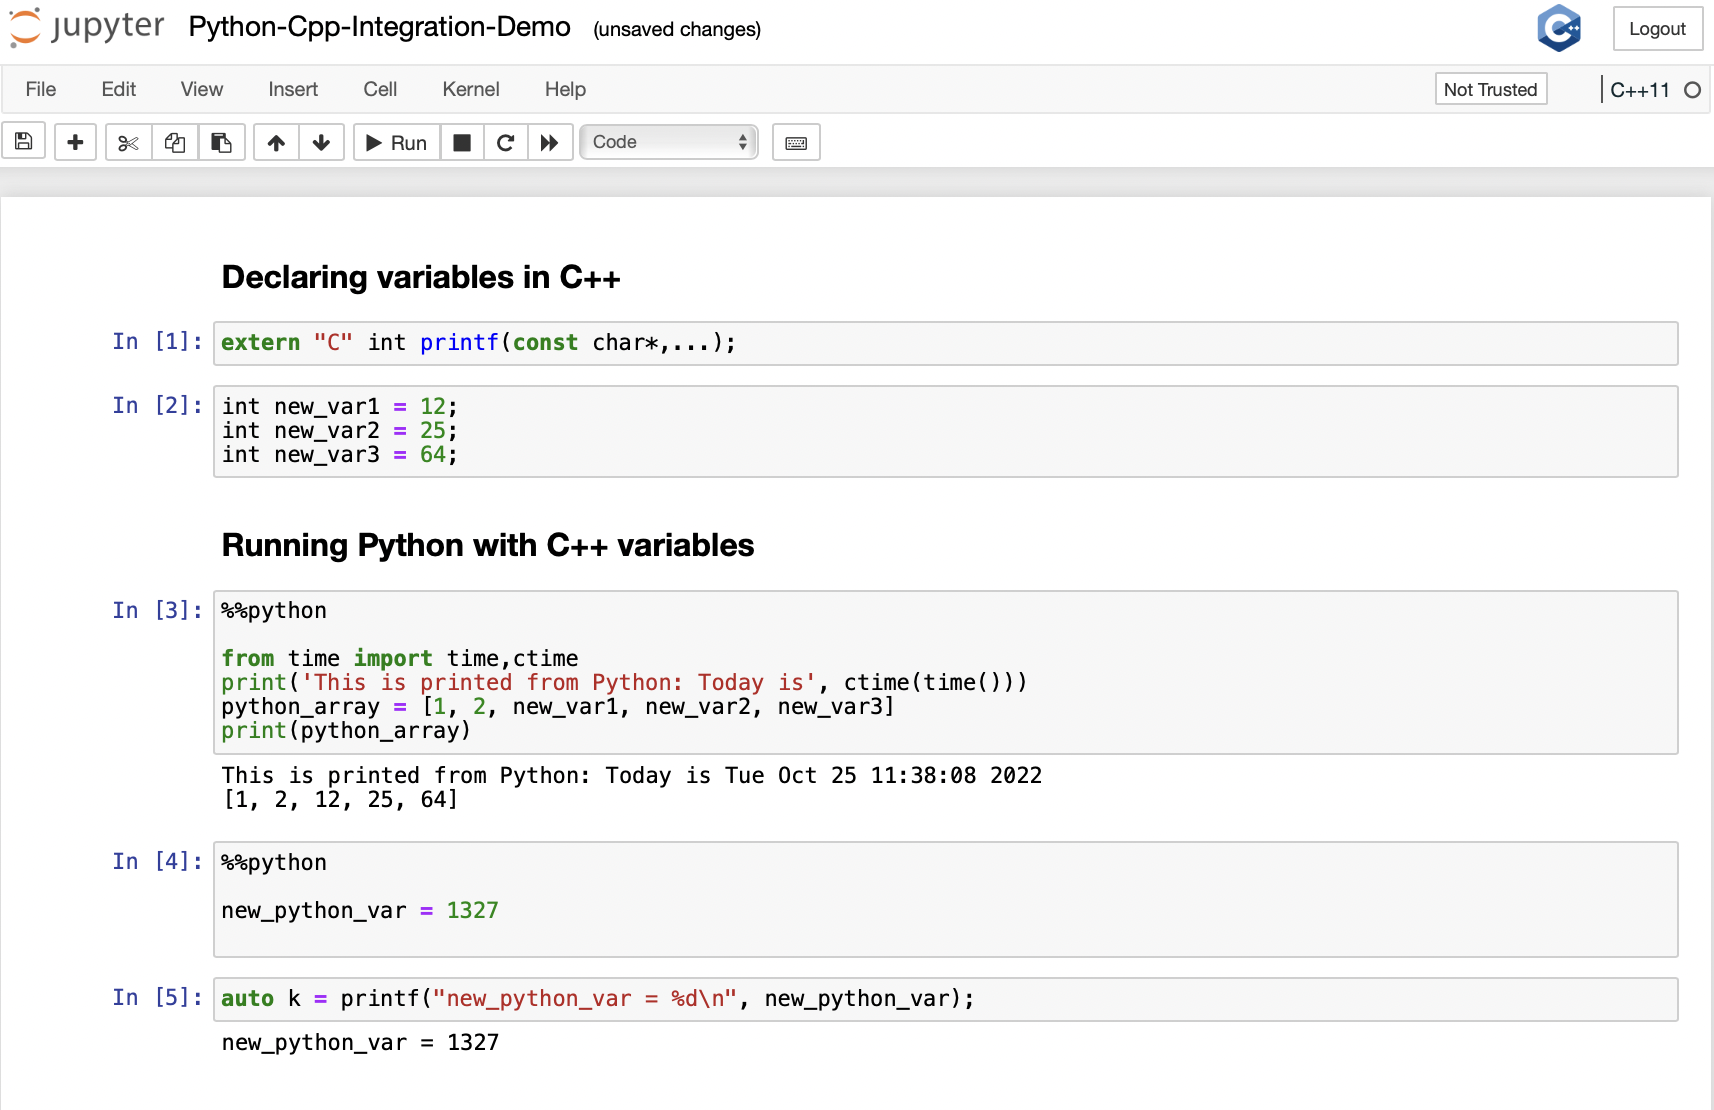 jupyter Python-Cpp-Integration-Demo (unsaved changes) C++ Logout
File Edit View Insert Cell Kernel Help Not Trusted C++11
Run Code
Declaring variables in C++
In [1]: extern "C" int printf(const char*,...);
In [2]: int new_var1 = 12;
int new_var2 = 25;
int new_var3 = 64;
Running Python with C++ variables
In [3]: %%python
from time import time,ctime
print('This is printed from Python: Today is', ctime(time()))
python_array = [1, 2, new_var1, new_var2, new_var3]
print(python_array)
This is printed from Python: Today is Tue Oct 25 11:38:08 2022
[1, 2, 12, 25, 64]
In [4]: %%python
new_python_var = 1327
In [5]: auto k = printf("new_python_var = %d\n", new_python_var);
new_python_var = 1327